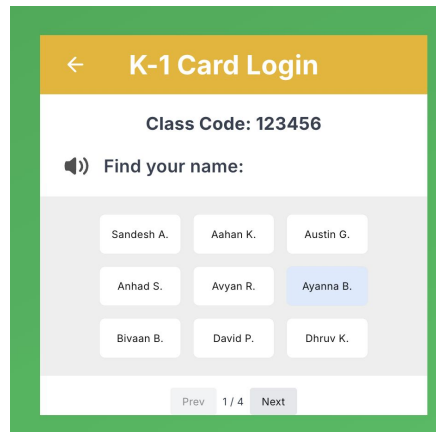 K-1 Card Login
Class Code: 123456
Find your name:
Sandesh A. Aahan K. Austin G.
Anhad S. Avyan R. Ayanna B.
Bivaan B. David P. Dhruv K.
Prev 1 / 4 Next